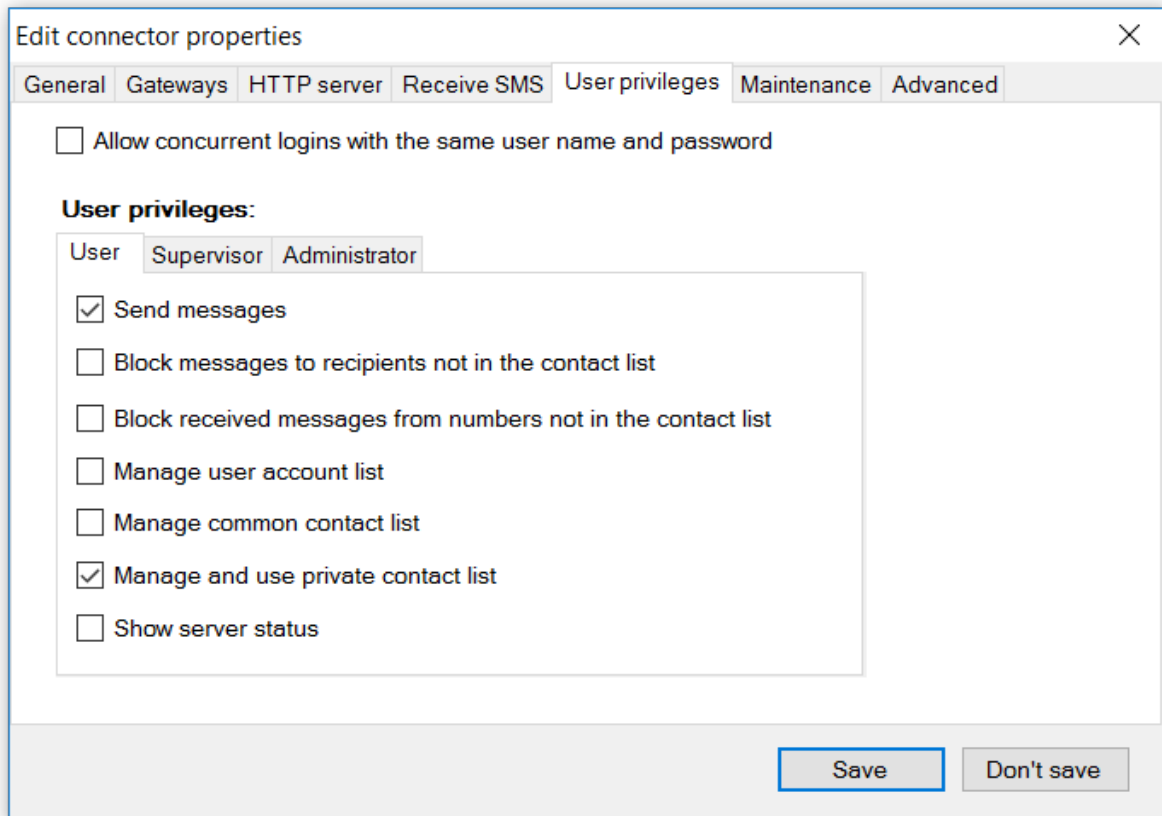 Edit connector properties
General Gateways HTTP server Receive SMS User privileges Maintenance Advanced
Allow concurrent logins with the same user name and password
User privileges:
User Supervisor Administrator
Send messages
Block messages to recipients not in the contact list
Block received messages from numbers not in the contact list
Manage user account list
Manage common contact list
Manage and use private contact list
Show server status
Save Don't save